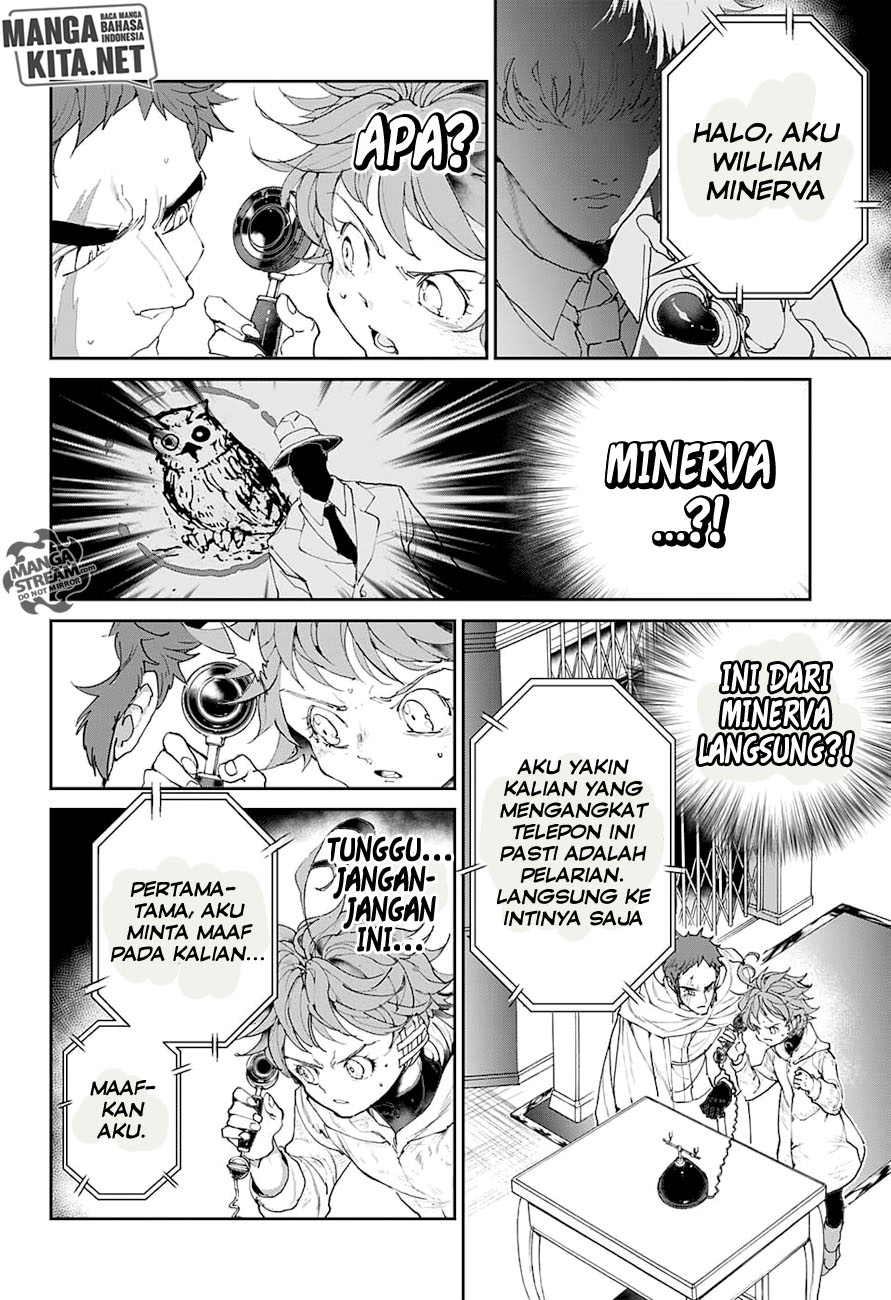 MANGA
KITA.NET
BACA MANGA
BAHASA
INDONESIA
HALO, AKU
WILLIAM
MINERVA
APA?
MINERVA
...?!
MANGA
STREAM.com
DO NOT MIRROR
INI DARI
MINERVA
LANGSUNG?!
AKU YAKIN
KALIAN YANG
MENGANGKAT
TELEPON INI
PASTI ADALAH
PELARIAN.
LANGSUNG KE
INTINYA SAJA
TUNGGU...
JANGAN-
JANGAN
INI...
PERTAMA-
TAMA, AKU
MINTA MAAF
PADA KALIAN...
MAAF-
KAN
AKU.